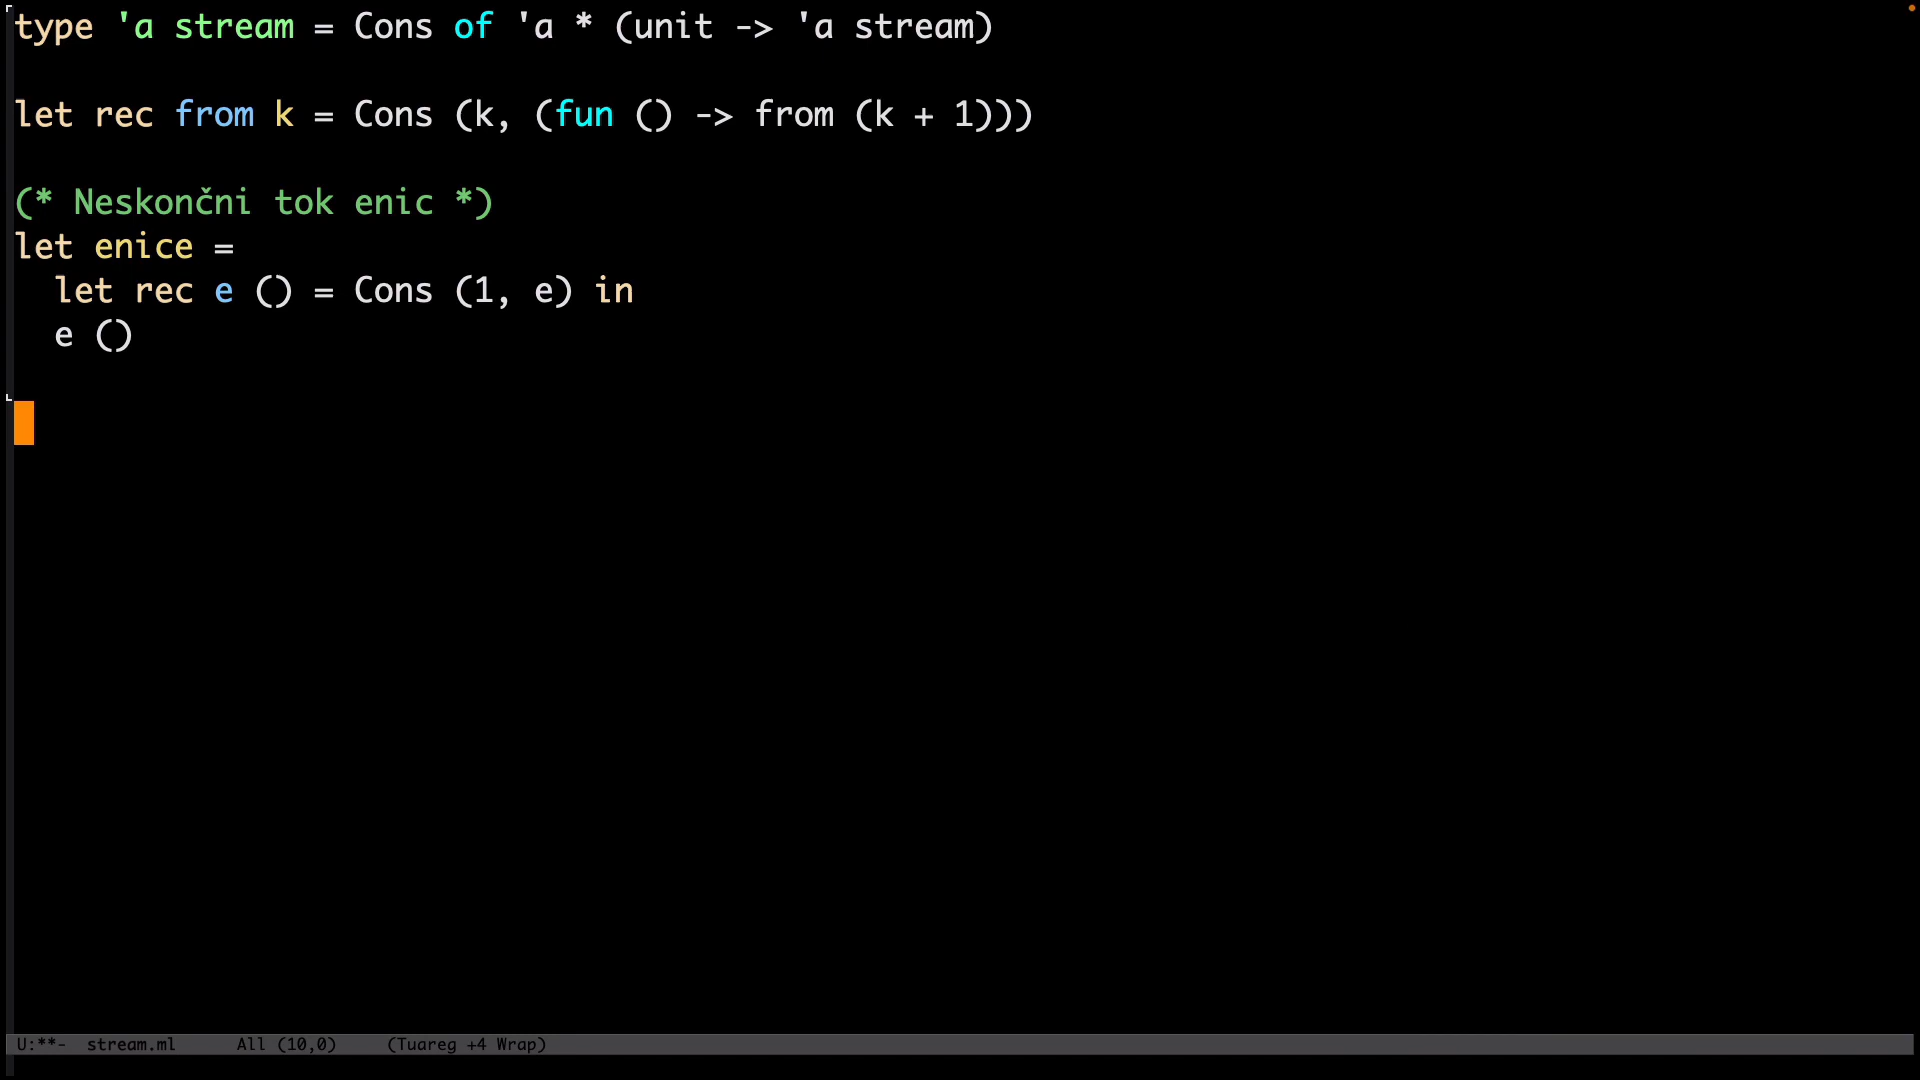 type 'a stream = Cons of 'a * (unit -> 'a stream)
let rec from k = Cons (k, (fun () -> from (k + 1)))
(* Neskončni tok enic *)
let enice =
  let rec e () = Cons (1, e) in
  e ()
U:**-  stream.ml      All (10,0)     (Tuareg +4 Wrap)